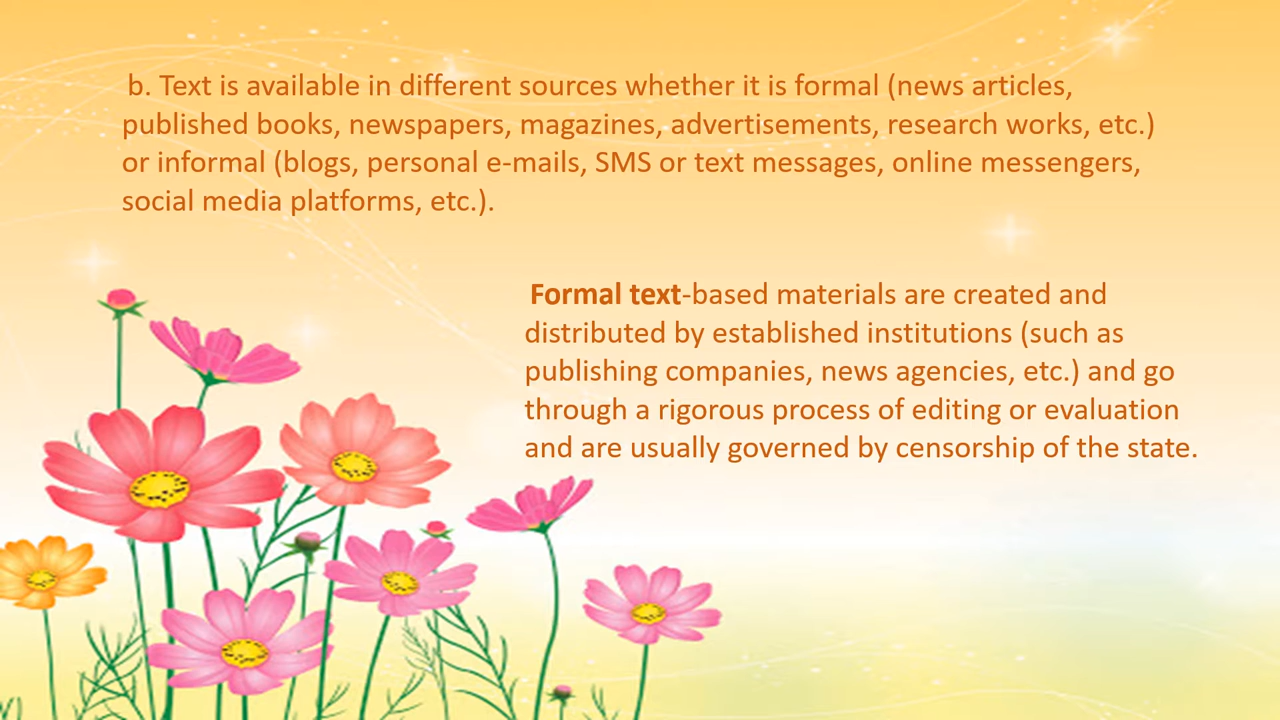 b. Text is available in different sources whether it is formal (news articles,
published books, newspapers, magazines, advertisements, research works, etc.)
or informal (blogs, personal e-mails, SMS or text messages, online messengers,
social media platforms, etc.).
Formal text-based materials are created and
distributed by established institutions (such as
publishing companies, news agencies, etc.) and go
through a rigorous process of editing or evaluation
and are usually governed by censorship of the state.